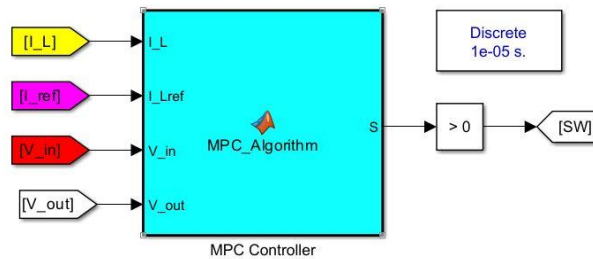 [I_L]
I_L
[I_ref]
I_Lref
[V_in]
V_in
[V_out]
V_out
MPC_Algorithm
S
MPC Controller
Discrete
1e-05 s.
> 0
[SW]